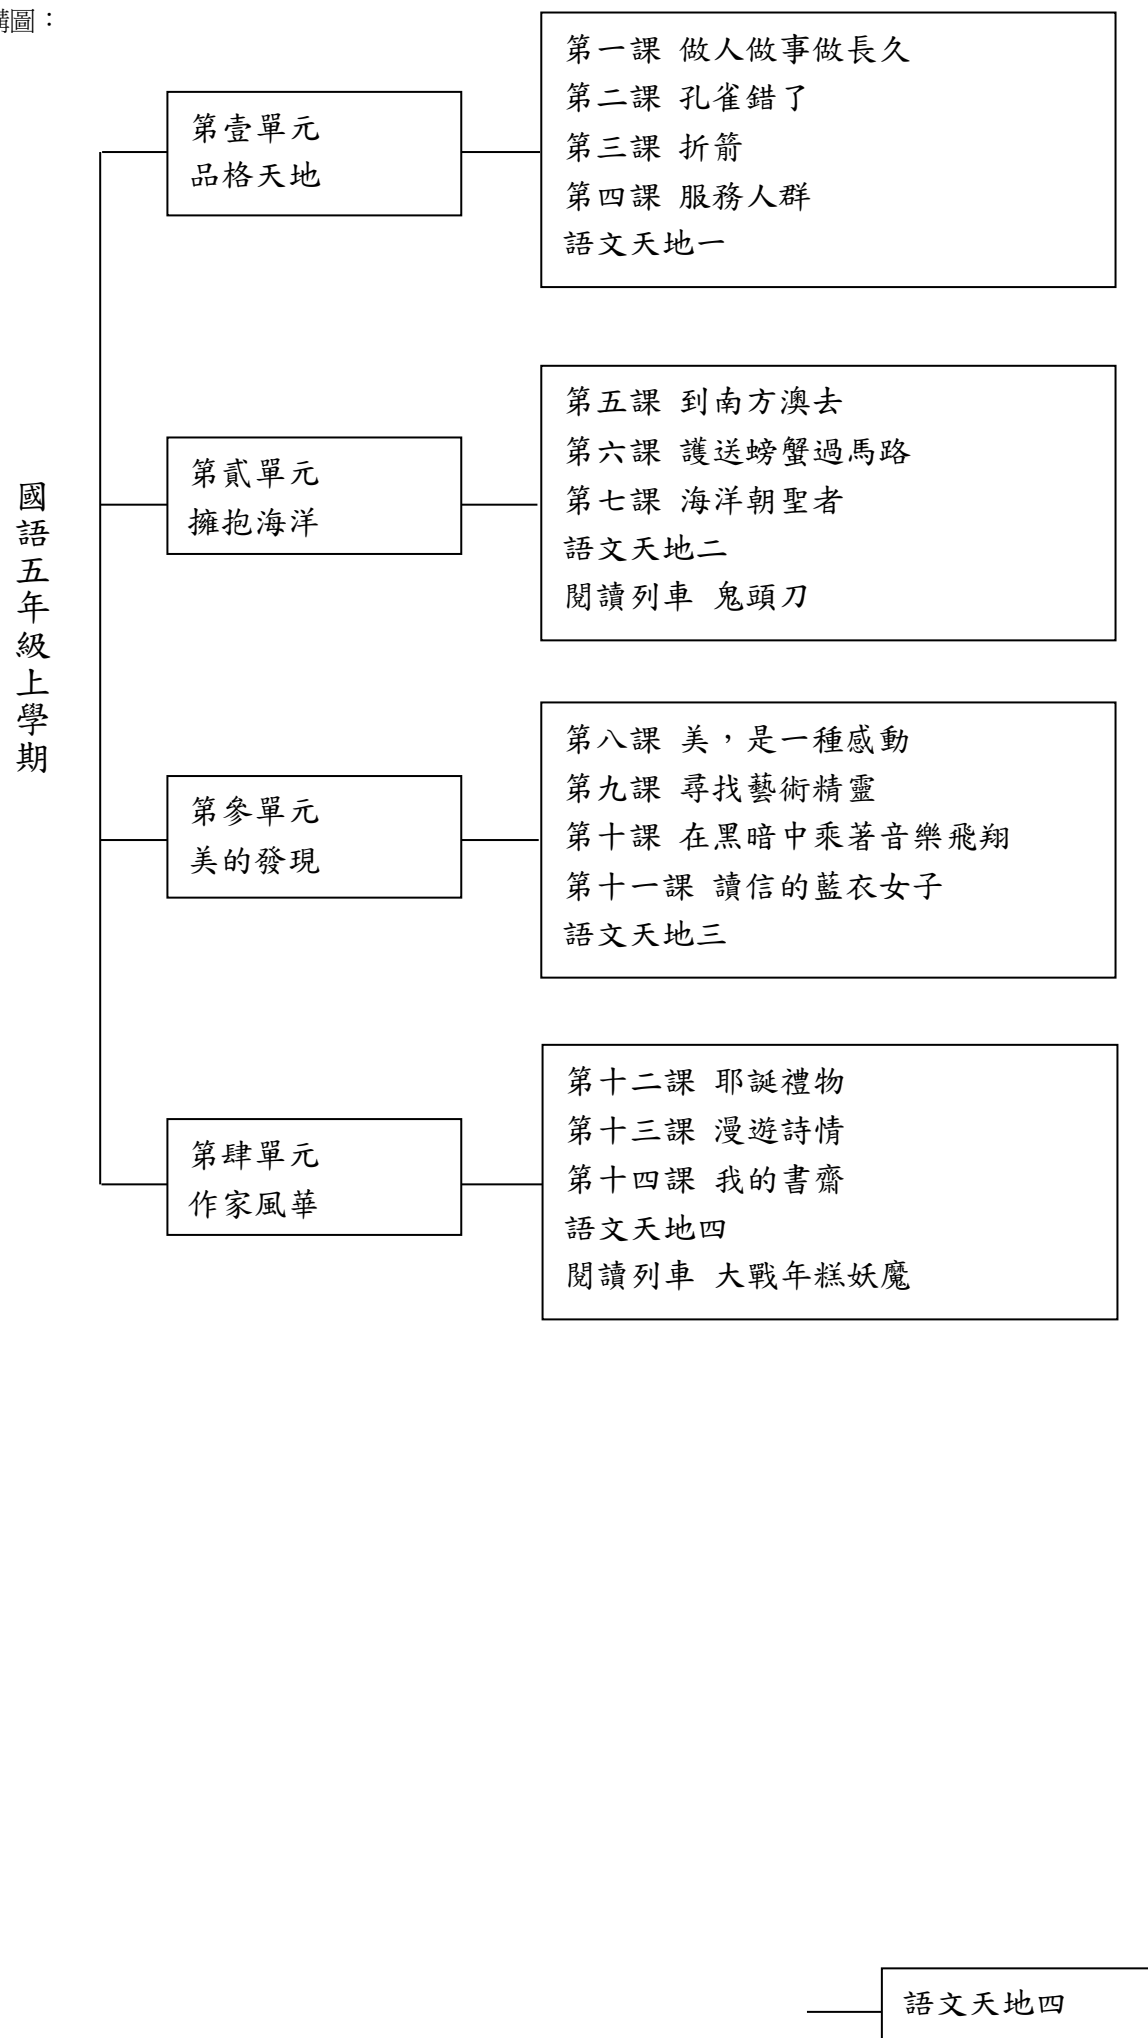 構圖：
國語五年級上學期
第壹單元
品格天地
第一課 做人做事做長久
第二課 孔雀錯了
第三課 折箭
第四課 服務人群
語文天地一
第貳單元
擁抱海洋
第五課 到南方澳去
第六課 護送螃蟹過馬路
第七課 海洋朝聖者
語文天地二
閱讀列車 鬼頭刀
第參單元
美的發現
第八課 美，是一種感動
第九課 尋找藝術精靈
第十課 在黑暗中乘著音樂飛翔
第十一課 讀信的藍衣女子
語文天地三
第肆單元
作家風華
第十二課 耶誕禮物
第十三課 漫遊詩情
第十四課 我的書齋
語文天地四
閱讀列車 大戰年糕妖魔
語文天地四